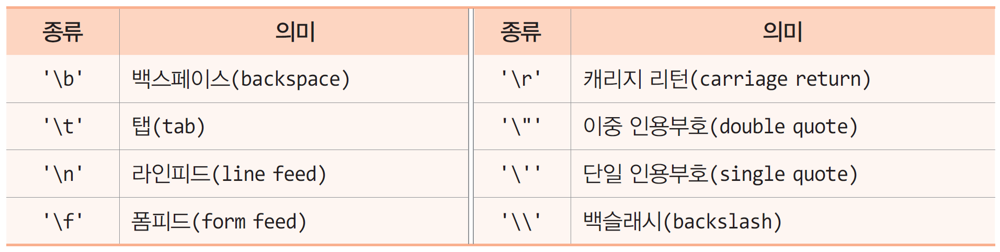 종류 의미 종류 의미
'\b' 백스페이스(backspace) '\r' 캐리지 리턴(carriage return)
'\t' 탭(tab) '\"' 이중 인용부호(double quote)
'\n' 라인피드(line feed) '\'' 단일 인용부호(single quote)
'\f' 폼피드(form feed) '\\' 백슬래시(backslash)